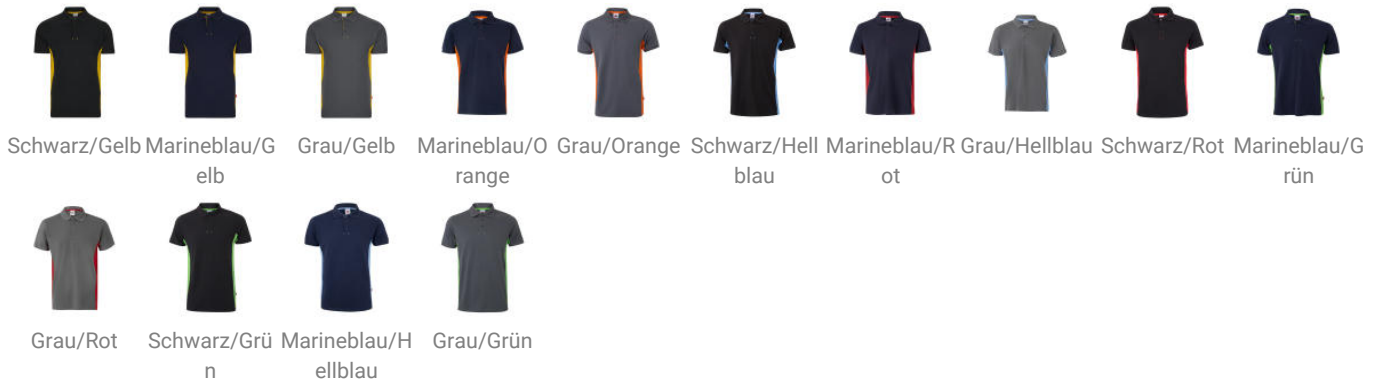 Schwarz/Gelb Marineblau/G Grau/Gelb Marineblau/O Grau/Orange Schwarz/Hell Marineblau/R Grau/Hellblau Schwarz/Rot Marineblau/G
elb range blau ot rün
Grau/Rot Schwarz/Grü Marineblau/H Grau/Grün
n ellblau